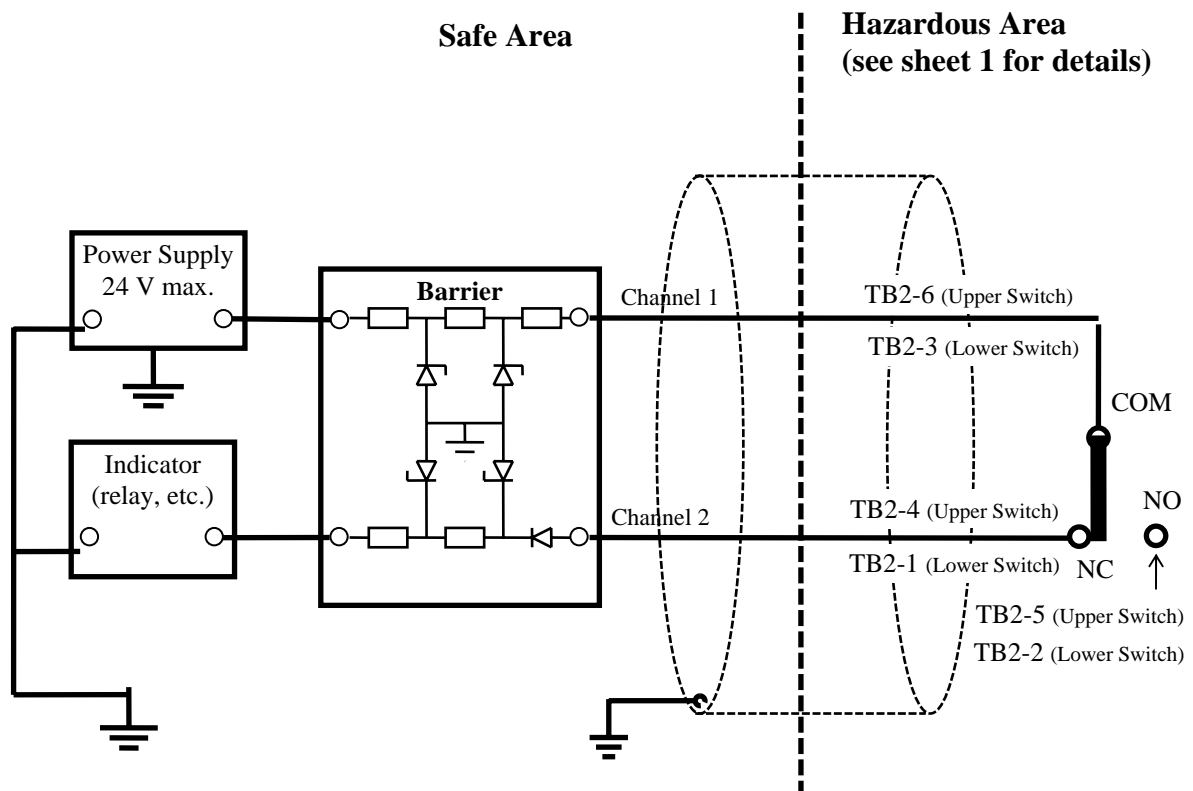 Safe Area
Hazardous Area
(see sheet 1 for details)
Power Supply
24 V max.
Barrier
Channel 1
TB2-6 (Upper Switch)
TB2-3 (Lower Switch)
COM
Indicator
(relay, etc.)
Channel 2
TB2-4 (Upper Switch)
NO
TB2-1 (Lower Switch)
NC
TB2-5 (Upper Switch)
TB2-2 (Lower Switch)